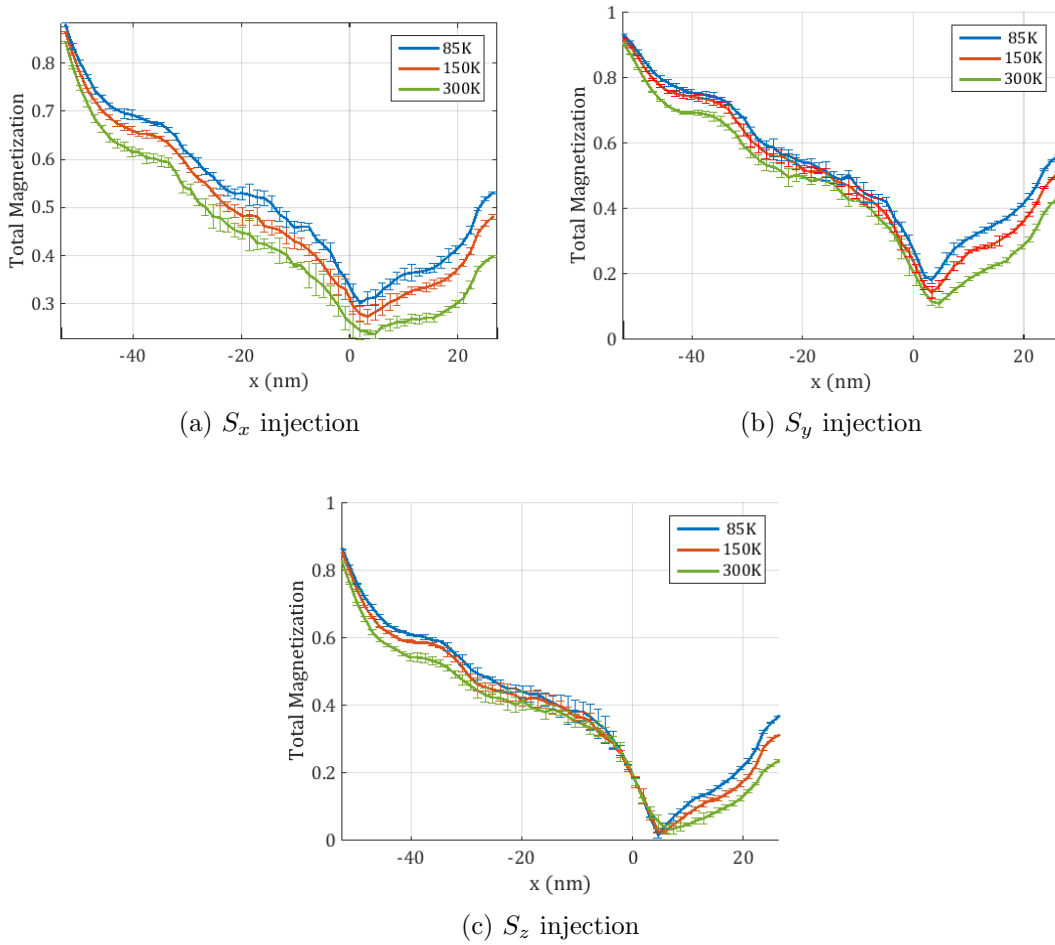 Total Magnetization
0.8
0.7
0.6
0.5
0.4
0.3
-40
-20
0
20
x (nm)
85K
150K
300K
(a) Sₓ injection
Total Magnetization
1
0.8
0.6
0.4
0.2
0
-40
-20
0
20
x (nm)
85K
150K
300K
(b) S_y injection
Total Magnetization
1
0.8
0.6
0.4
0.2
0
-40
-20
0
20
x (nm)
85K
150K
300K
(c) S_z injection